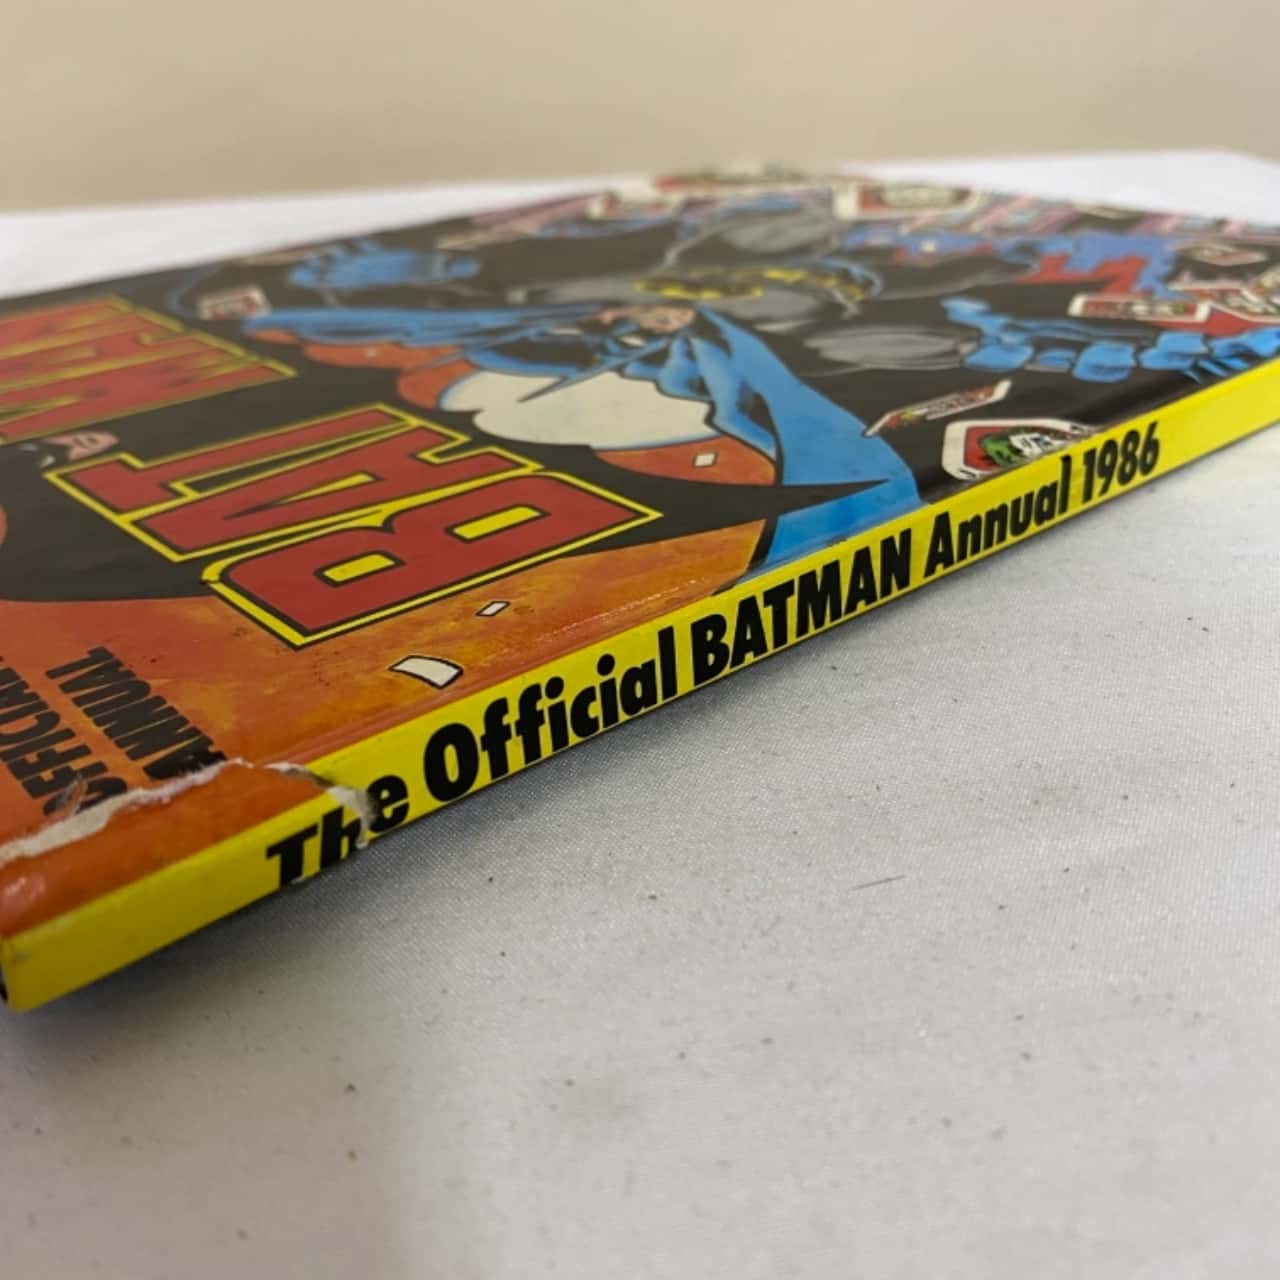 BATMAN
OFFICIAL
ANNUAL
The Official BATMAN Annual 1986